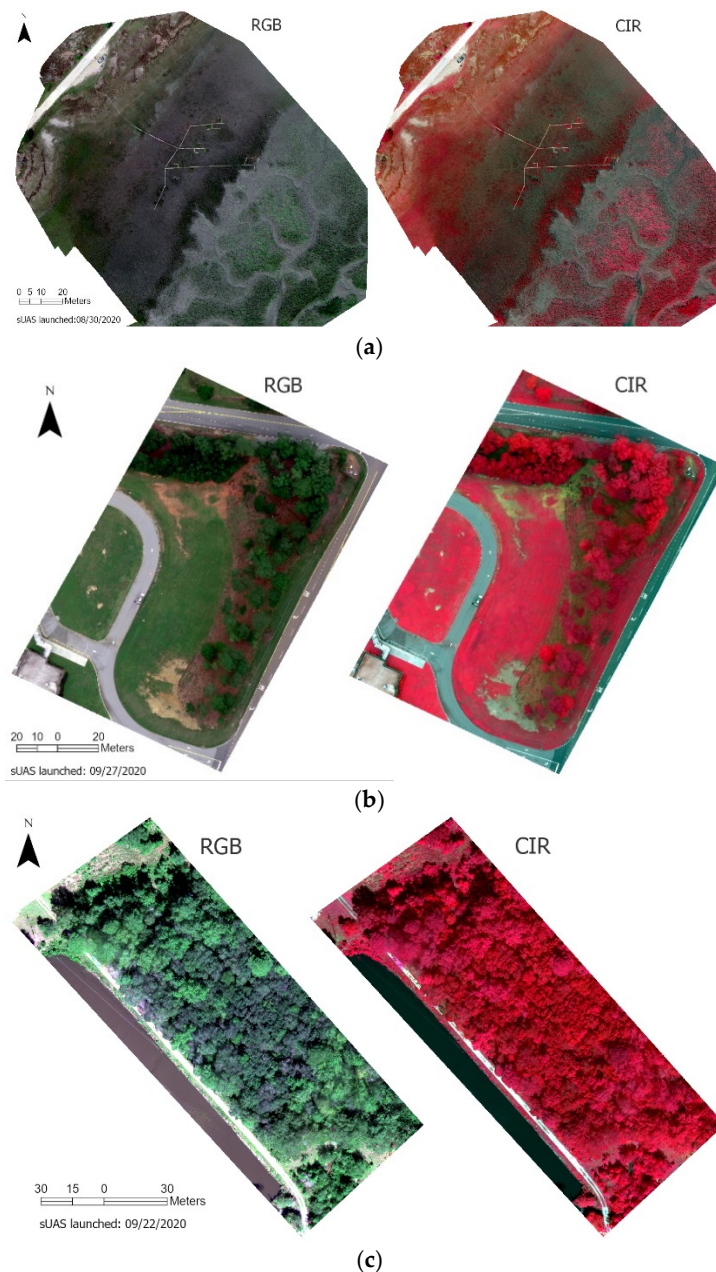 N
RGB
CIR
0 5 10 20
Meters
sUAS launched:08/30/2020
(a)
N
RGB
CIR
20 10 0 20
Meters
sUAS launched: 09/27/2020
(b)
N
RGB
CIR
30 15 0 30
Meters
sUAS launched: 09/22/2020
(c)